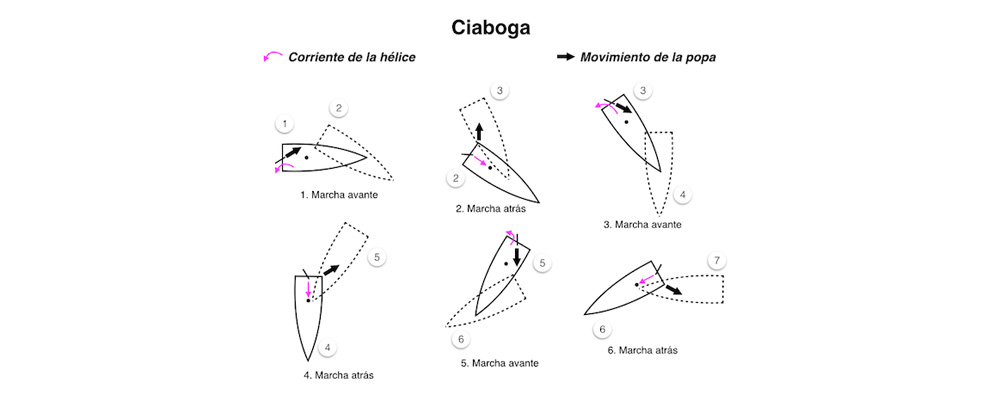 Ciaboga
Corriente de la hélice
Movimiento de la popa
1
2
1. Marcha avante
3
2
2. Marcha atrás
3
4
3. Marcha avante
5
4
4. Marcha atrás
5
6
5. Marcha avante
7
6
6. Marcha atrás